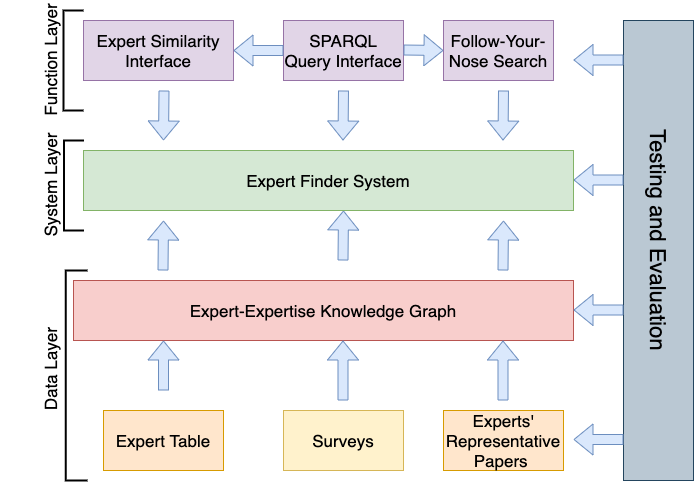 Function Layer
Expert Similarity
Interface
SPARQL
Query Interface
Follow-Your-
Nose Search
System Layer
Expert Finder System
Testing and Evaluation
Data Layer
Expert-Expertise Knowledge Graph
Expert Table
Surveys
Experts'
Representative
Papers